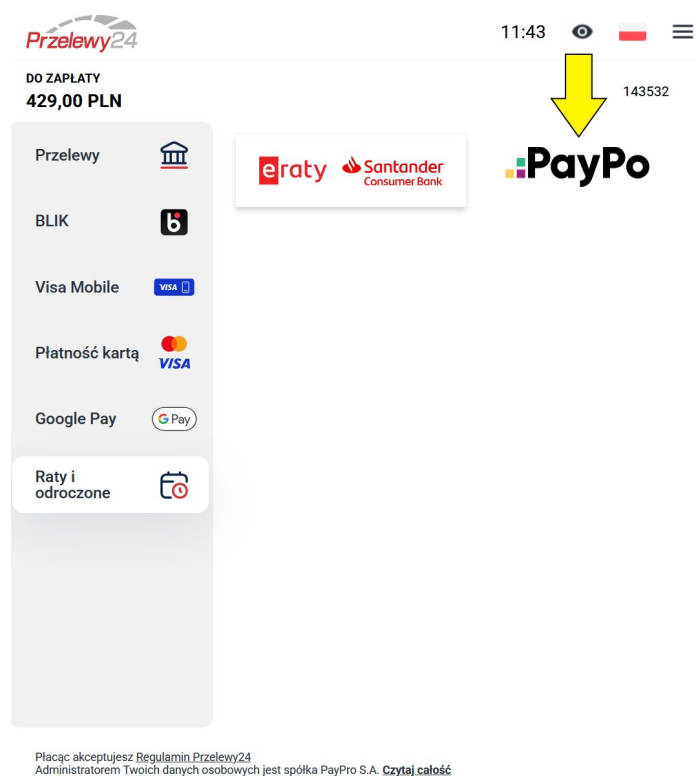 Przelewy24
11:43
DO ZAPŁATY
429,00 PLN
143532
Przelewy
eraty Santander
Consumer Bank
PayPo
BLIK
b
Visa Mobile
VISA
Płatność kartą
VISA
Google Pay
G Pay
Raty i
odroczone
Płacąc akceptujesz Regulamin Przelewy24
Administratorem Twoich danych osobowych jest spółka PayPro S.A. Czytaj całość